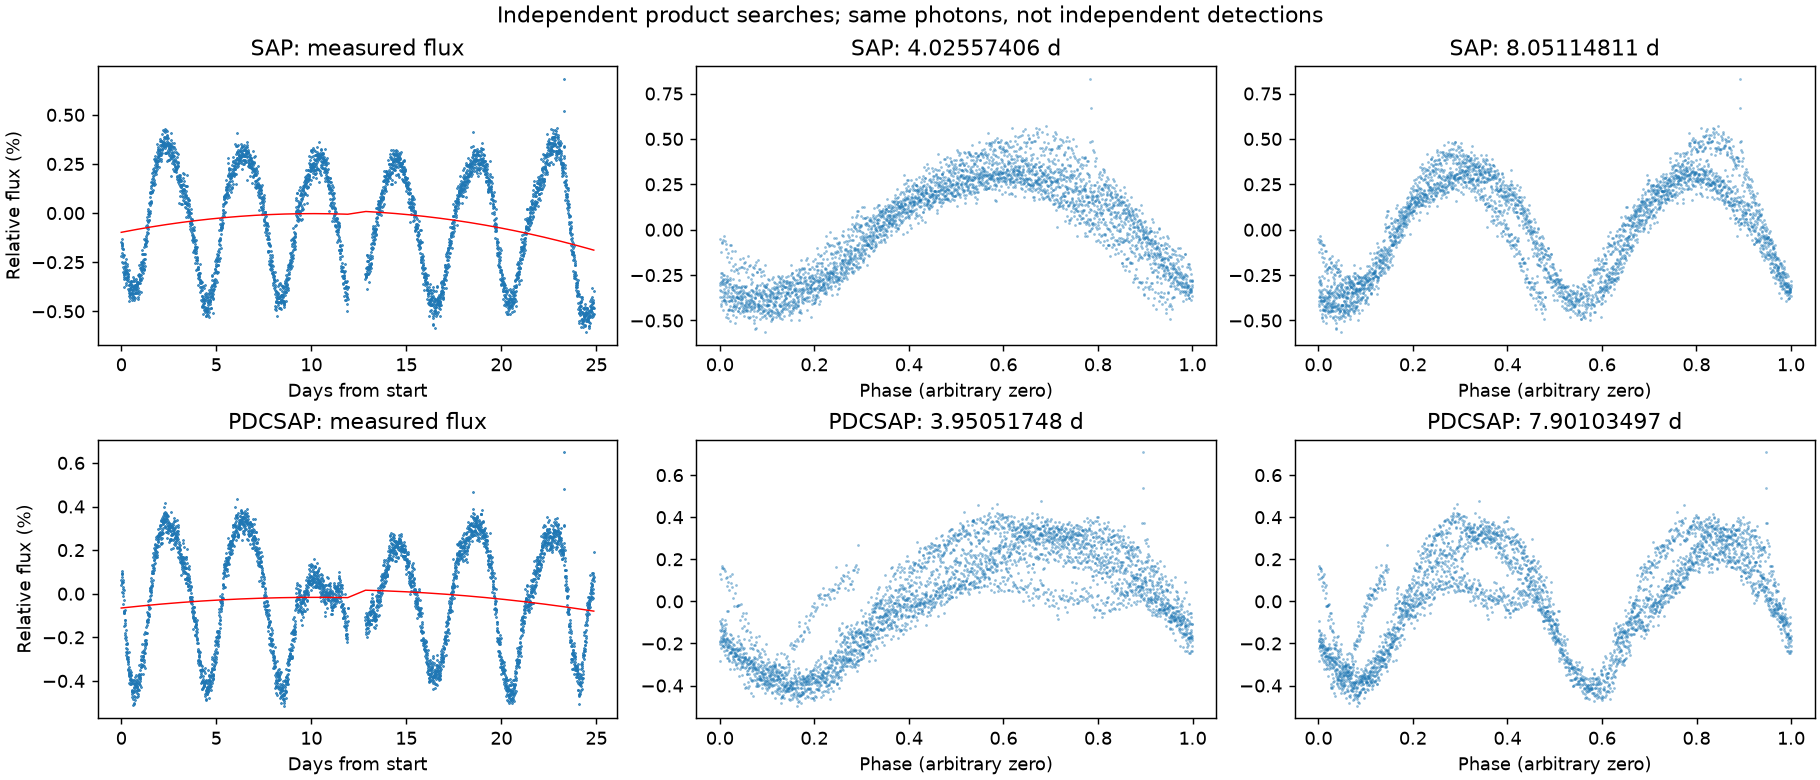 Independent product searches; same photons, not independent detections
SAP: measured flux
SAP: 4.02557406 d
SAP: 8.05114811 d
Relative flux (%)
0.50
0.25
0.00
−0.25
−0.50
0 5 10 15 20 25
Days from start
0.75
0.50
0.25
0.00
−0.25
−0.50
0.0 0.2 0.4 0.6 0.8 1.0
Phase (arbitrary zero)
0.75
0.50
0.25
0.00
−0.25
−0.50
0.0 0.2 0.4 0.6 0.8 1.0
Phase (arbitrary zero)
PDCSAP: measured flux
PDCSAP: 3.95051748 d
PDCSAP: 7.90103497 d
Relative flux (%)
0.6
0.4
0.2
0.0
−0.2
−0.4
0 5 10 15 20 25
Days from start
0.6
0.4
0.2
0.0
−0.2
−0.4
0.0 0.2 0.4 0.6 0.8 1.0
Phase (arbitrary zero)
0.6
0.4
0.2
0.0
−0.2
−0.4
0.0 0.2 0.4 0.6 0.8 1.0
Phase (arbitrary zero)